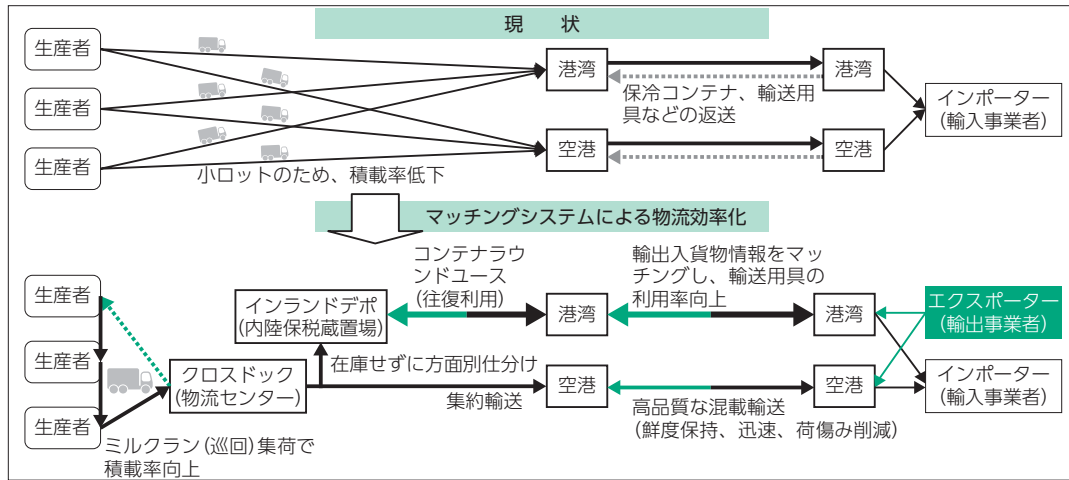 現　状
生産者
生産者
生産者
港湾
空港
保冷コンテナ、輸送用
具などの返送
港湾
空港
インポーター
(輸入事業者)
小ロットのため、積載率低下
マッチングシステムによる物流効率化
生産者
生産者
生産者
ミルクラン(巡回)集荷で
積載率向上
クロスドック
(物流センター)
インランドデポ
(内陸保税蔵置場)
コンテナラウ
ンドユース
(往復利用)
在庫せずに方面別仕分け
集約輸送
港湾
空港
輸出入貨物情報をマッ
チングし、輸送用具の
利用率向上
高品質な混載輸送
(鮮度保持、迅速、荷傷み削減)
港湾
空港
エクスポーター
(輸出事業者)
インポーター
(輸入事業者)